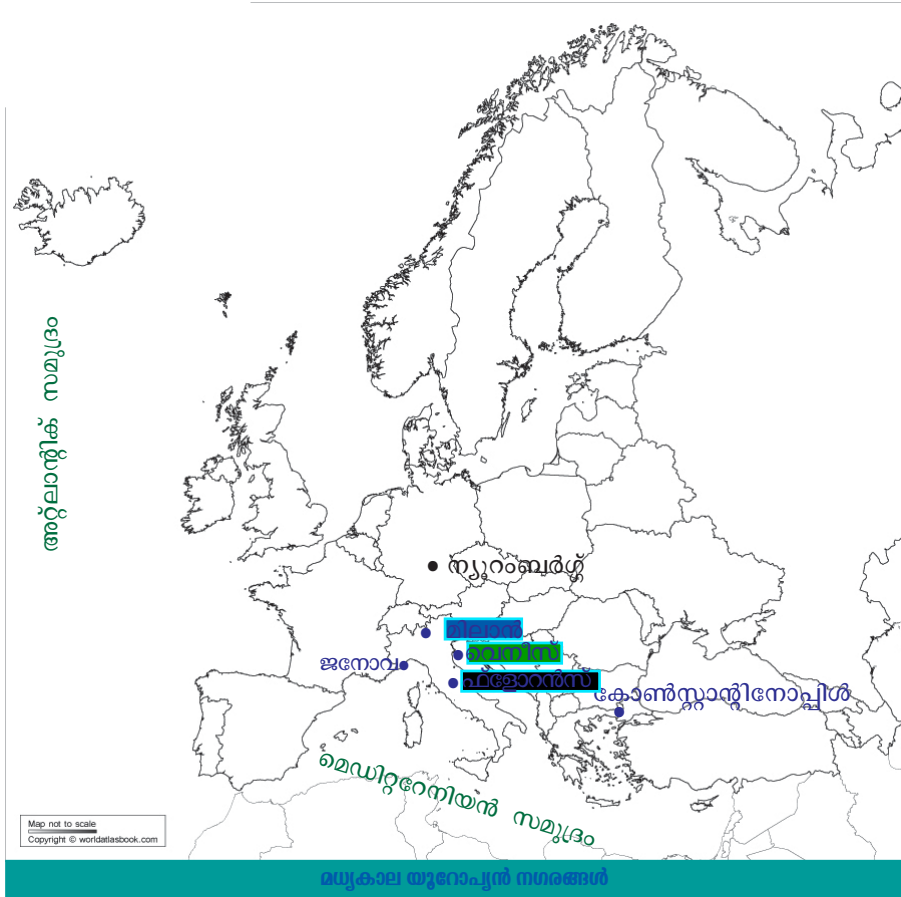 അറ്റ്ലാന്റിക് സമുദ്രം
ന്യൂറംബർഗ്ഗ്
മിലാൻ
വെനീസ്
ജനോവ
ഫ്ളോറൻസ്
കോൺസ്റ്റാന്റിനോപ്പിൾ
മെഡിറ്ററേനിയൻ സമുദ്രം
Map not to scale
Copyright © worldatlasbook.com
മധ്യകാല യൂറോപ്യൻ നഗരങ്ങൾ